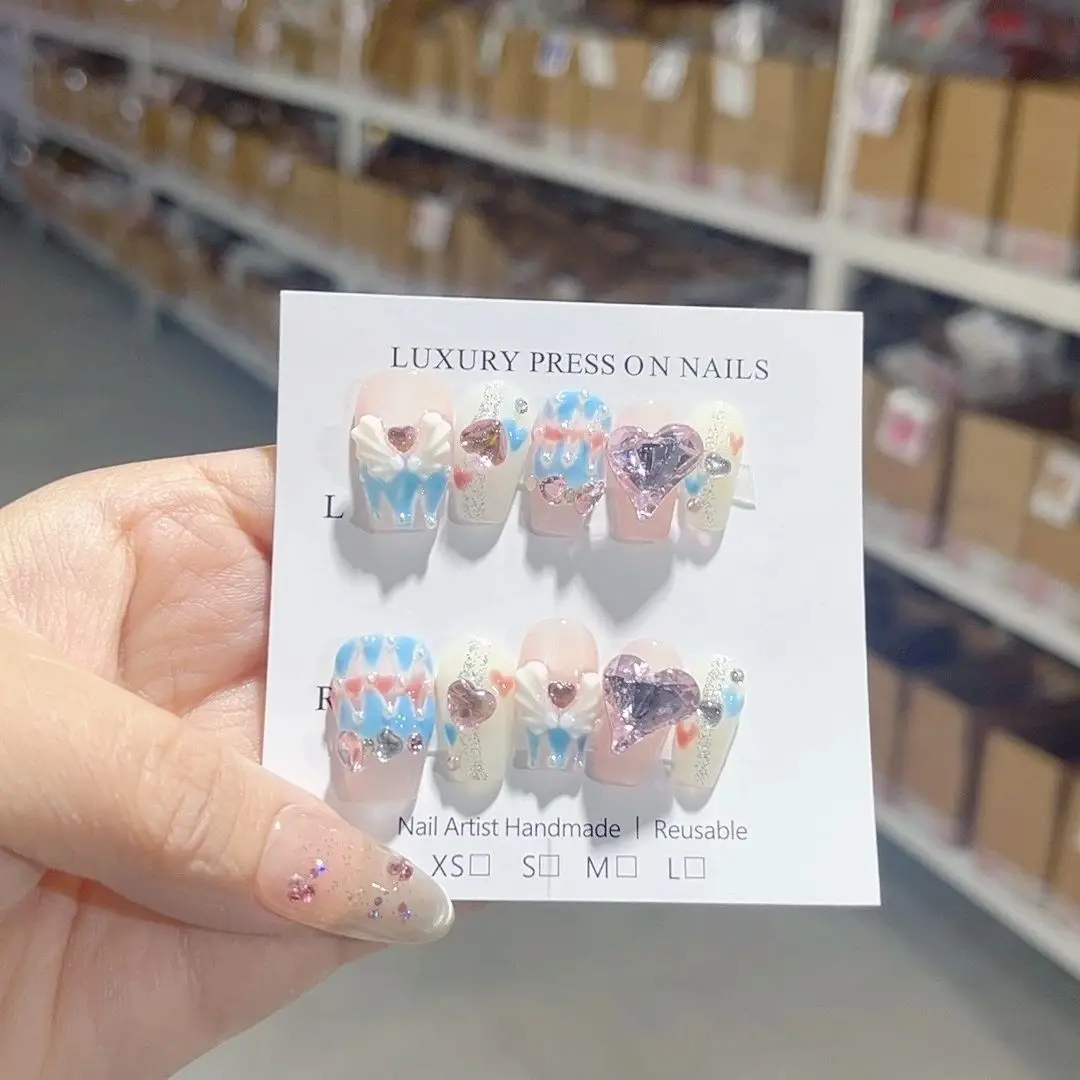 LUXURY PRESS ON NAILS
L
R
Nail Artist Handmade | Reusable
XS□ S□ M□ L□